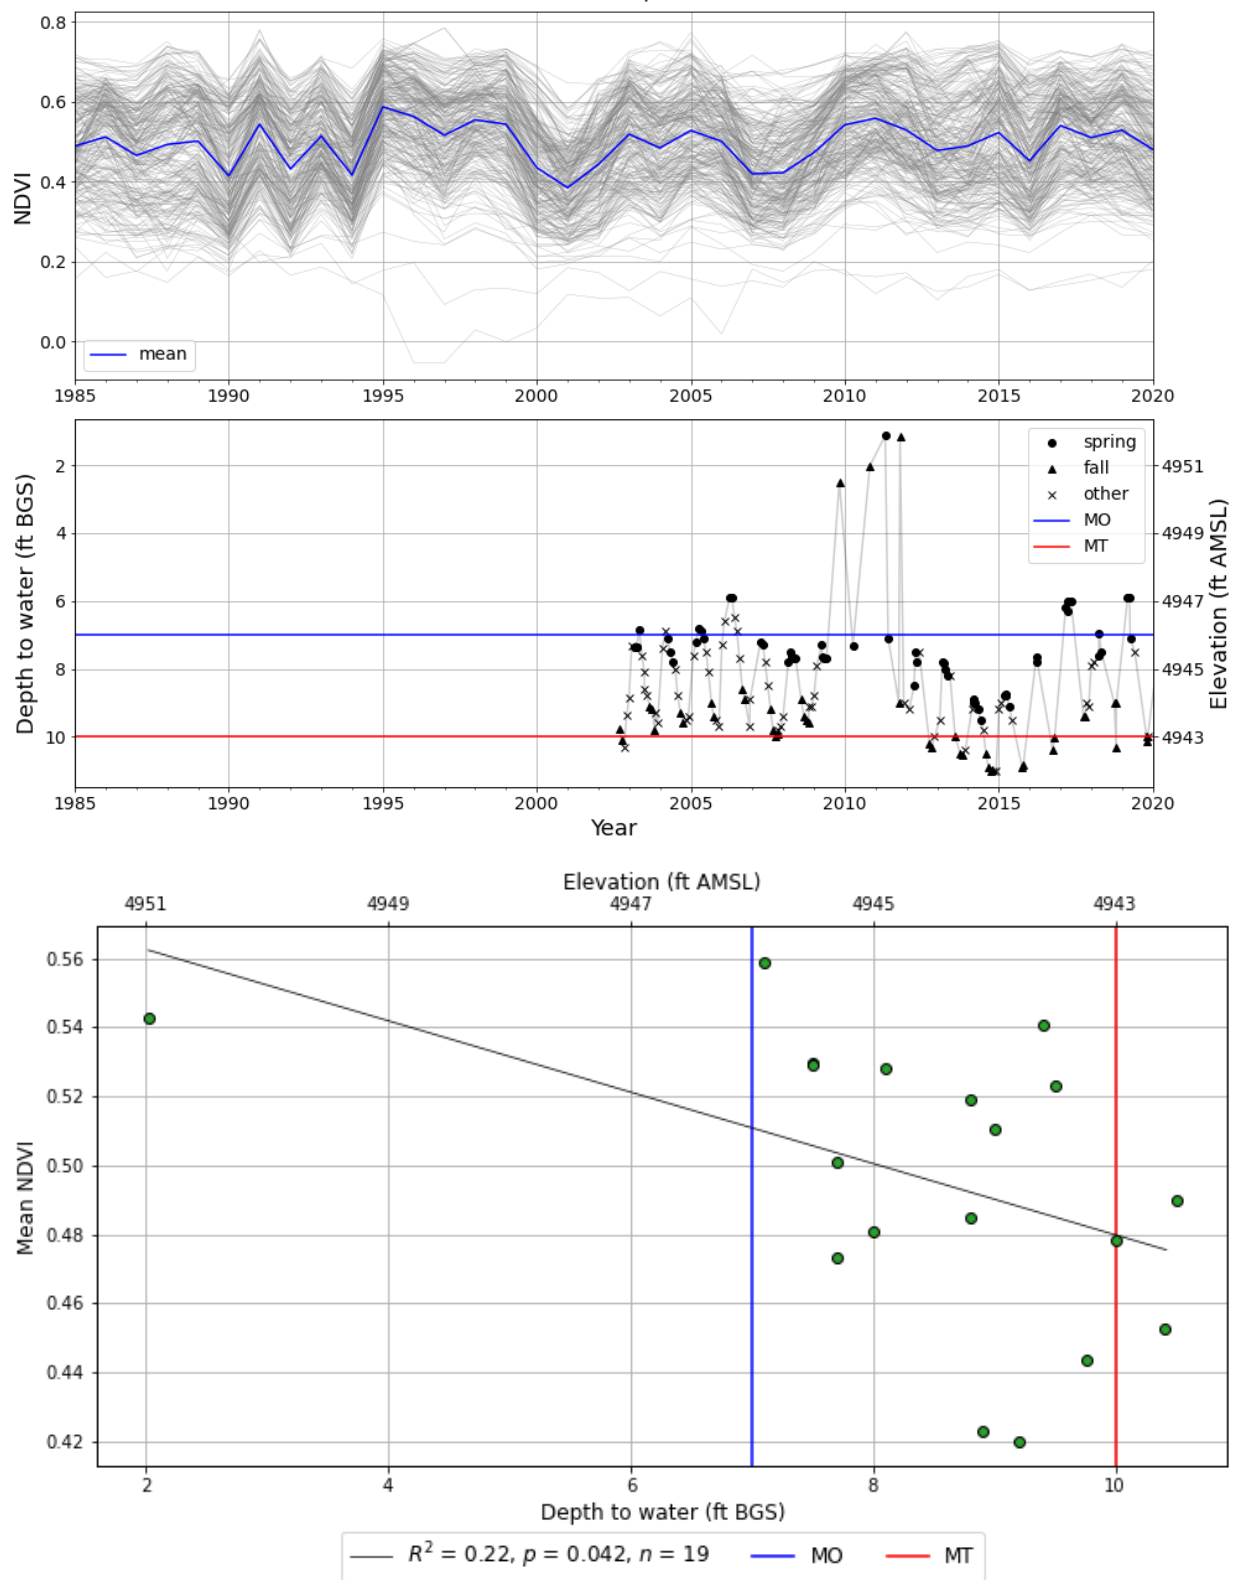 0.8
0.6
0.4
0.2
0.0
NDVI
mean
1985 1990 1995 2000 2005 2010 2015 2020
2
4
6
8
10
Depth to water (ft BGS)
spring
fall
other
MO
MT
4951
4949
4947
4945
4943
Elevation (ft AMSL)
1985 1990 1995 2000 2005 2010 2015 2020
Year
Elevation (ft AMSL)
4951 4949 4947 4945 4943
0.56
0.54
0.52
0.50
0.48
0.46
0.44
0.42
Mean NDVI
2 4 6 8 10
Depth to water (ft BGS)
R² = 0.22, p = 0.042, n = 19 MO MT